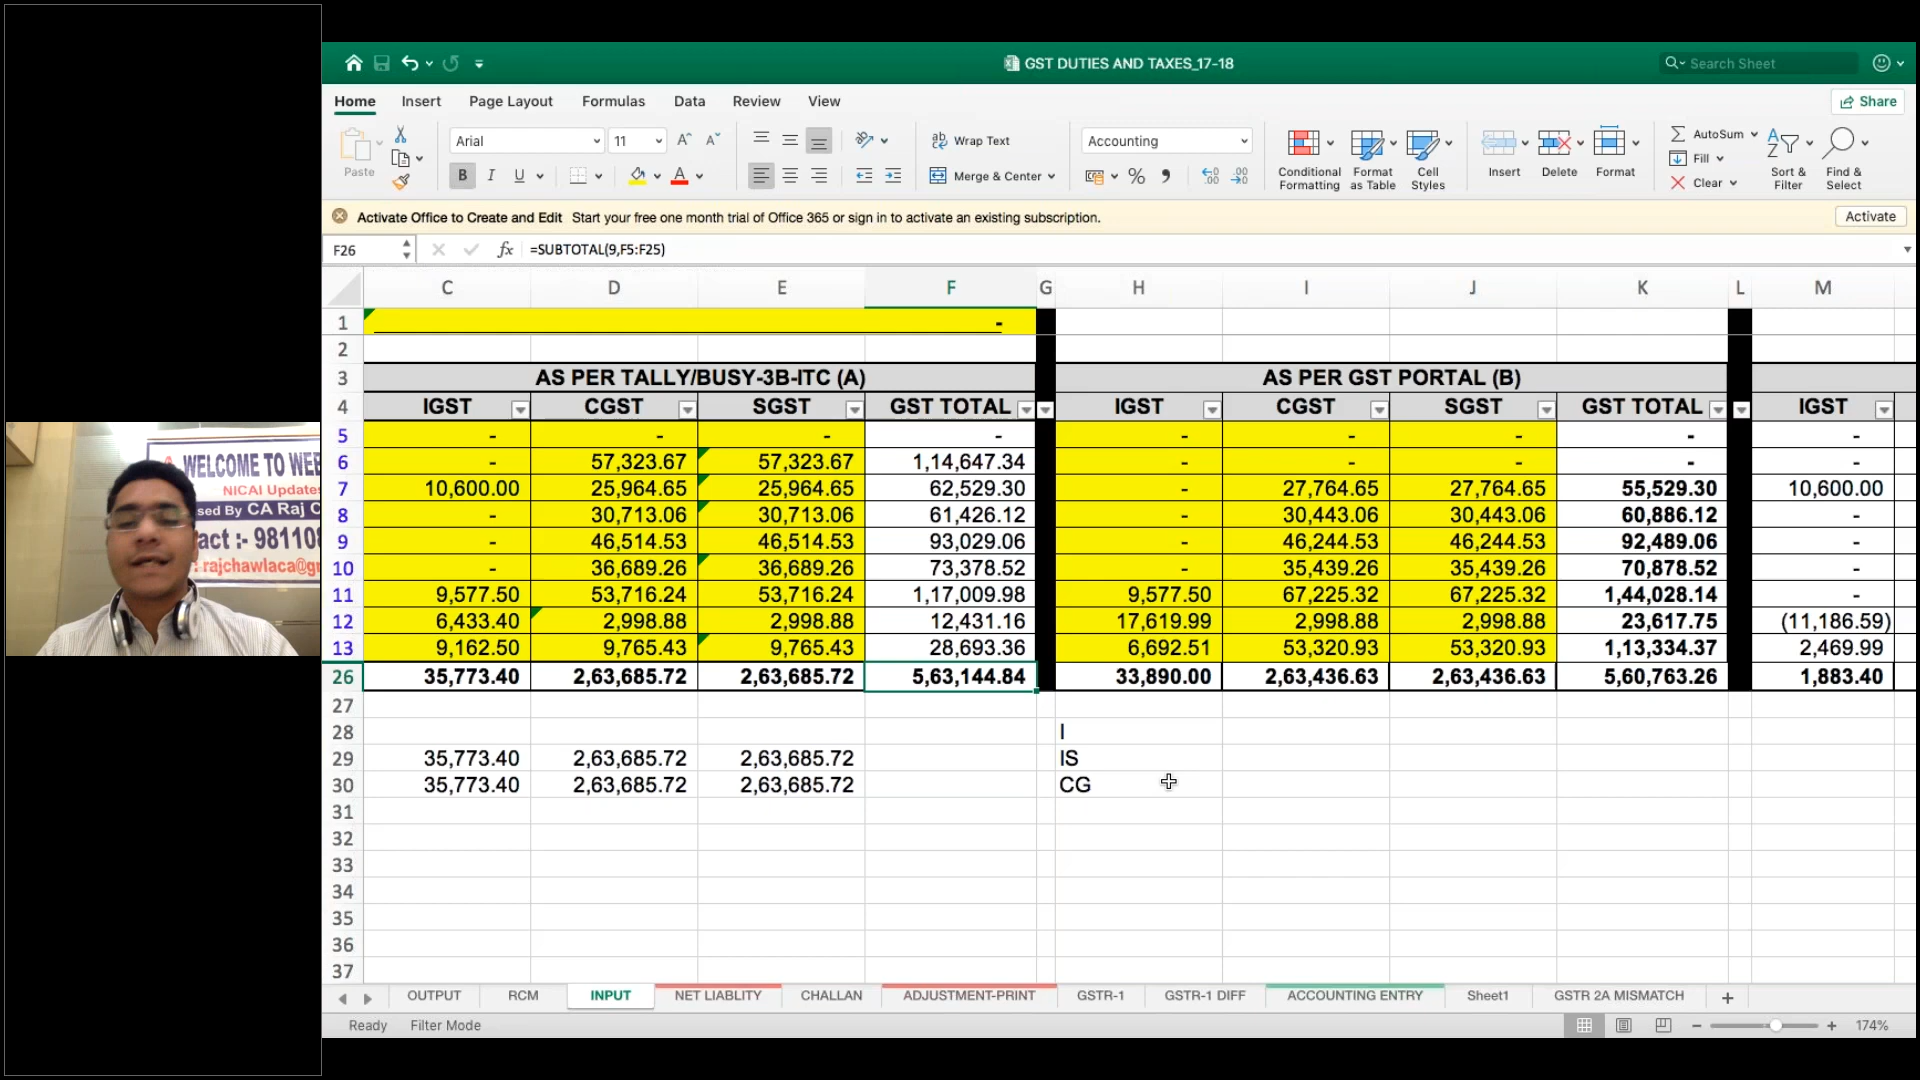 GST DUTIES AND TAXES_17-18
Search Sheet
Home Insert Page Layout Formulas Data Review View
Share
Paste
Arial 11
B I U
Wrap Text
Merge & Center
Accounting
Conditional Formatting
Format as Table
Cell Styles
Insert
Delete
Format
AutoSum
Fill
Clear
Sort & Filter
Find & Select
Activate Office to Create and Edit Start your free one month trial of Office 365 or sign in to activate an existing subscription.
Activate
F26 fx =SUBTOTAL(9,F5:F25)
C D E F G H I J K L M
1 -
2
3 AS PER TALLY/BUSY-3B-ITC (A) AS PER GST PORTAL (B)
4 IGST CGST SGST GST TOTAL IGST CGST SGST GST TOTAL IGST
5 - - - - - - - - -
6 - 57,323.67 57,323.67 1,14,647.34 - - - - -
7 10,600.00 25,964.65 25,964.65 62,529.30 - 27,764.65 27,764.65 55,529.30 10,600.00
8 - 30,713.06 30,713.06 61,426.12 - 30,443.06 30,443.06 60,886.12 -
9 - 46,514.53 46,514.53 93,029.06 - 46,244.53 46,244.53 92,489.06 -
10 - 36,689.26 36,689.26 73,378.52 - 35,439.26 35,439.26 70,878.52 -
11 9,577.50 53,716.24 53,716.24 1,17,009.98 9,577.50 67,225.32 67,225.32 1,44,028.14 -
12 6,433.40 2,998.88 2,998.88 12,431.16 17,619.99 2,998.88 2,998.88 23,617.75 (11,186.59)
13 9,162.50 9,765.43 9,765.43 28,693.36 6,692.51 53,320.93 53,320.93 1,13,334.37 2,469.99
26 35,773.40 2,63,685.72 2,63,685.72 5,63,144.84 33,890.00 2,63,436.63 2,63,436.63 5,60,763.26 1,883.40
27
28 I
29 35,773.40 2,63,685.72 2,63,685.72 IS
30 35,773.40 2,63,685.72 2,63,685.72 CG
31
32
33
34
35
36
37
OUTPUT RCM INPUT NET LIABLITY CHALLAN ADJUSTMENT-PRINT GSTR-1 GSTR-1 DIFF ACCOUNTING ENTRY Sheet1 GSTR 2A MISMATCH +
Ready Filter Mode 174%
WELCOME TO WE
NICAI Updates
sed By CA Raj C
act :- 98110
rajchawlaca@g